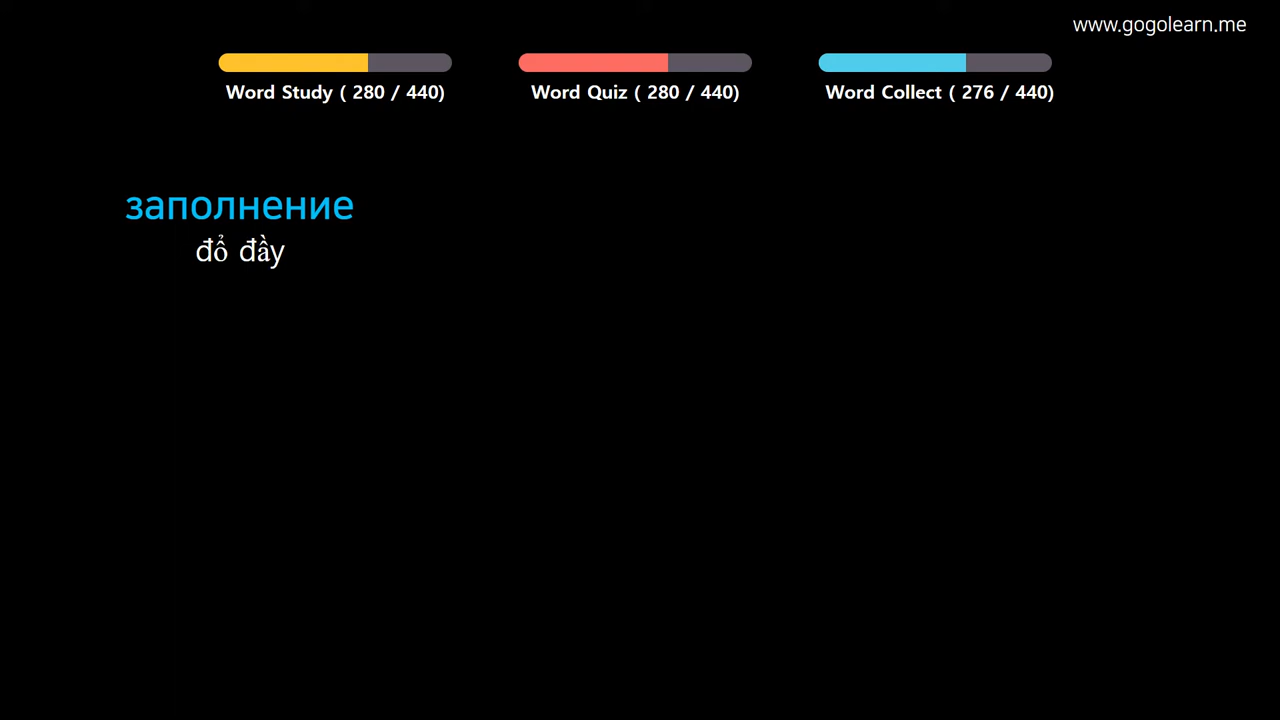 www.gogolearn.me
Word Study ( 280 / 440)
Word Quiz ( 280 / 440)
Word Collect ( 276 / 440)
заполнение
đổ đầy